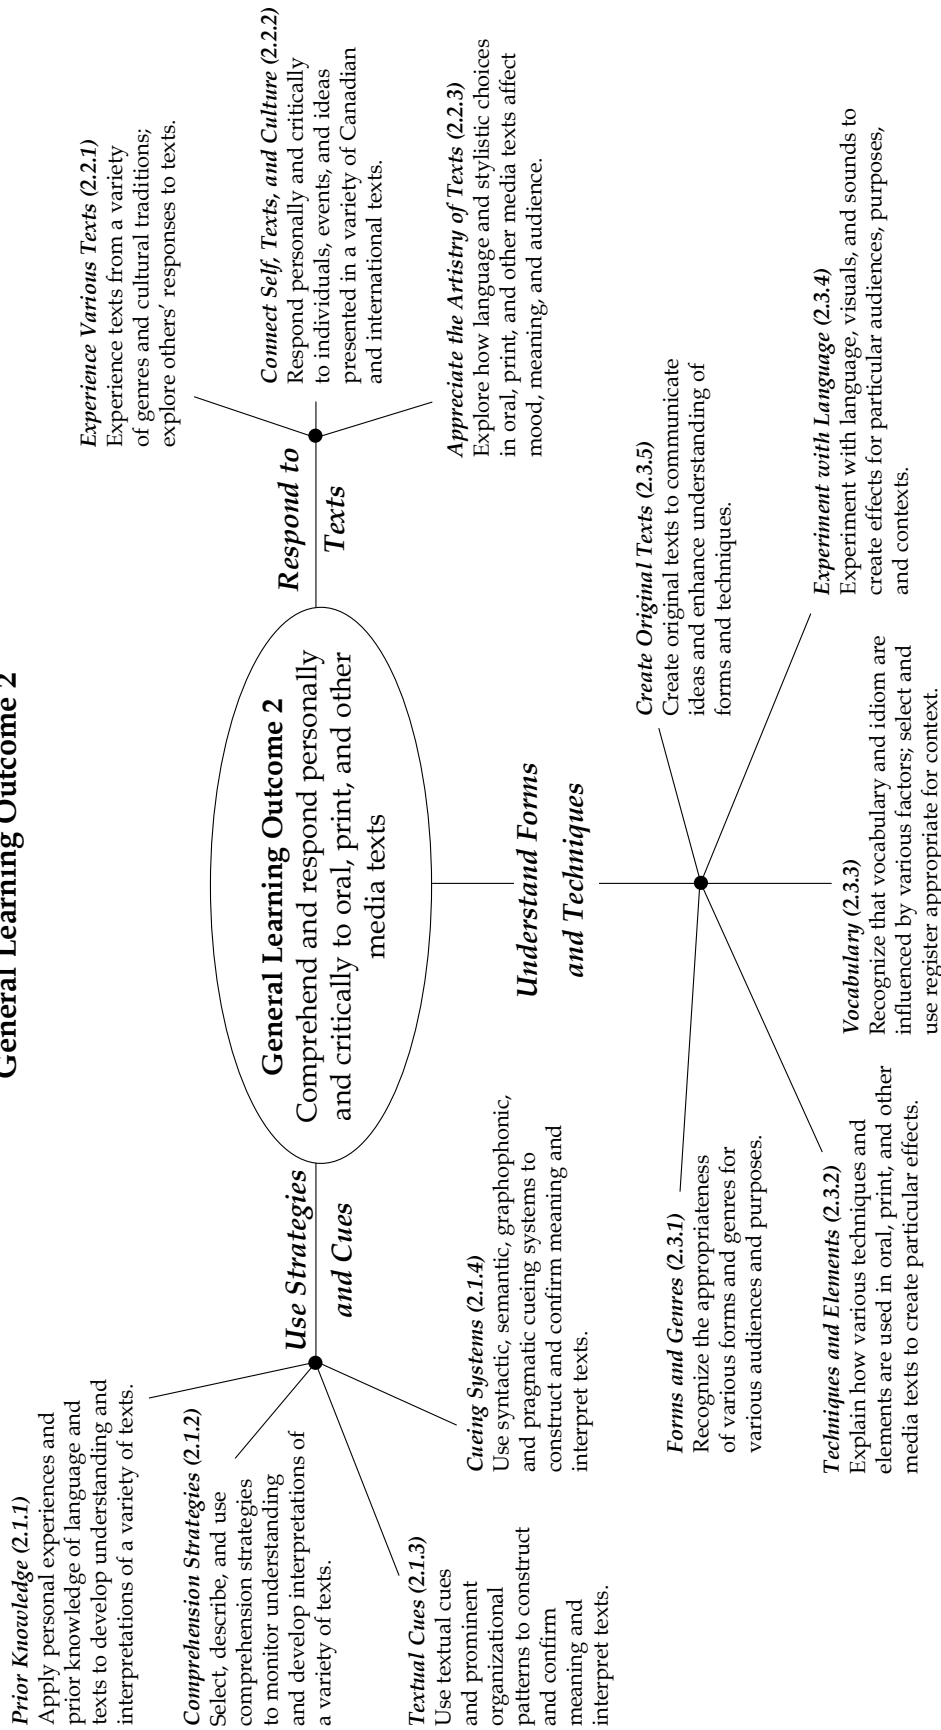 General Learning Outcome 2
Prior Knowledge (2.1.1)
Apply personal experiences and
prior knowledge of language and
texts to develop understanding and
interpretations of a variety of texts.
Comprehension Strategies (2.1.2)
Select, describe, and use
comprehension strategies
to monitor understanding
and develop interpretations of
a variety of texts.
Textual Cues (2.1.3)
Use textual cues
and prominent
organizational
patterns to construct
and confirm
meaning and
interpret texts.
Cueing Systems (2.1.4)
Use syntactic, semantic, graphophonic,
and pragmatic cueing systems to
construct and confirm meaning and
interpret texts.
Use Strategies
and Cues
General Learning Outcome 2
Comprehend and respond personally
and critically to oral, print, and other
media texts
Respond to
Texts
Experience Various Texts (2.2.1)
Experience texts from a variety
of genres and cultural traditions;
explore others' responses to texts.
Connect Self, Texts, and Culture (2.2.2)
Respond personally and critically
to individuals, events, and ideas
presented in a variety of Canadian
and international texts.
Appreciate the Artistry of Texts (2.2.3)
Explore how language and stylistic choices
in oral, print, and other media texts affect
mood, meaning, and audience.
Understand Forms
and Techniques
Forms and Genres (2.3.1)
Recognize the appropriateness
of various forms and genres for
various audiences and purposes.
Techniques and Elements (2.3.2)
Explain how various techniques and
elements are used in oral, print, and other
media texts to create particular effects.
Vocabulary (2.3.3)
Recognize that vocabulary and idiom are
influenced by various factors; select and
use register appropriate for context.
Experiment with Language (2.3.4)
Experiment with language, visuals, and sounds to
create effects for particular audiences, purposes,
and contexts.
Create Original Texts (2.3.5)
Create original texts to communicate
ideas and enhance understanding of
forms and techniques.